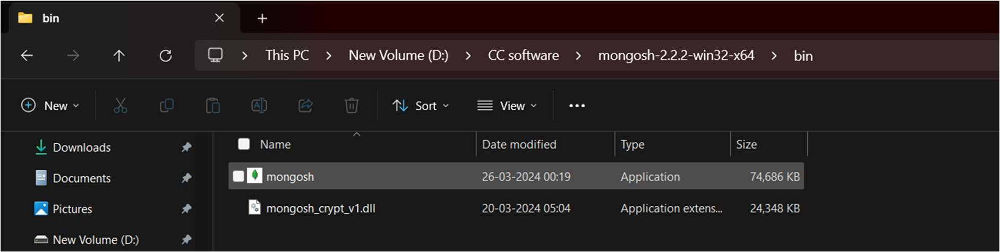 bin
This PC > New Volume (D:) > CC software > mongosh-2.2.2-win32-x64 > bin
New Sort View
Name Date modified Type Size
Downloads
mongosh 26-03-2024 00:19 Application 74,686 KB
Documents
mongosh_crypt_v1.dll 20-03-2024 05:04 Application extens... 24,348 KB
Pictures
New Volume (D:)